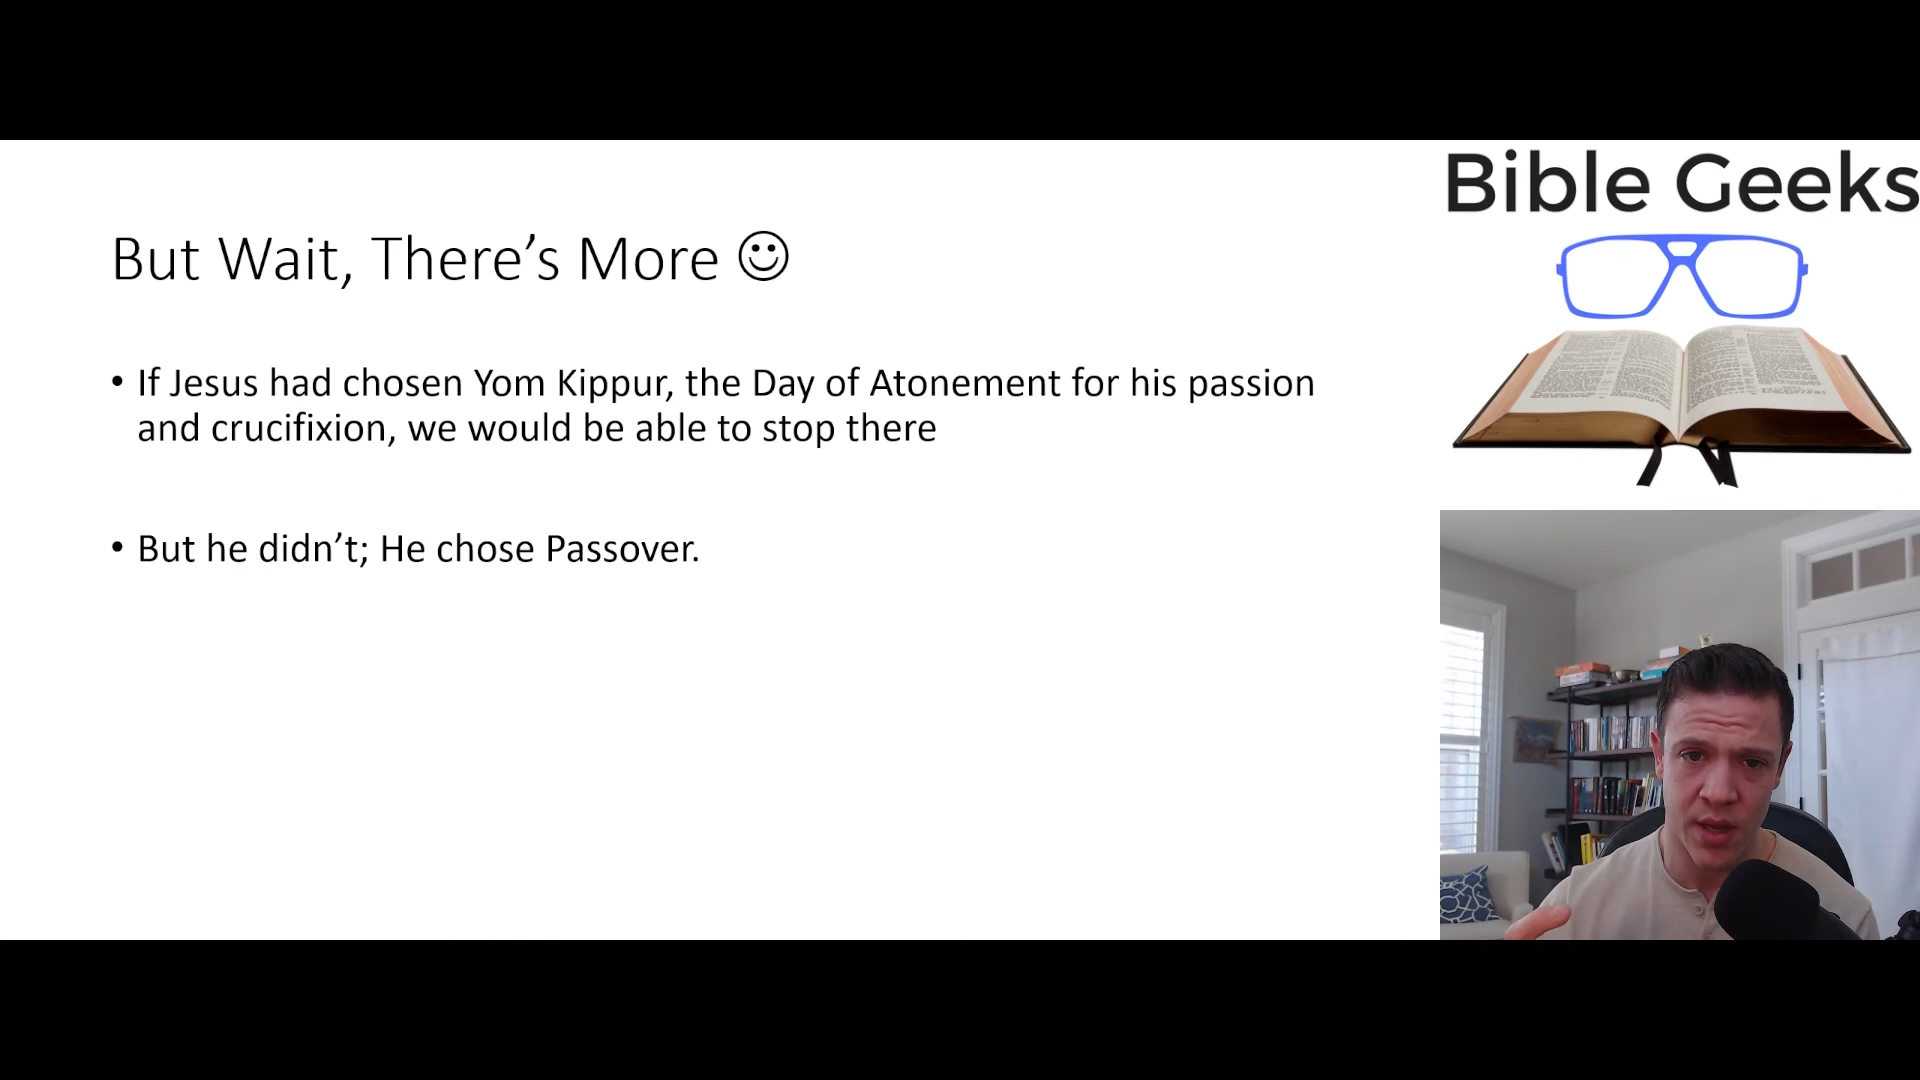 Bible Geeks
But Wait, There’s More ☺
• If Jesus had chosen Yom Kippur, the Day of Atonement for his passion
and crucifixion, we would be able to stop there
• But he didn’t; He chose Passover.